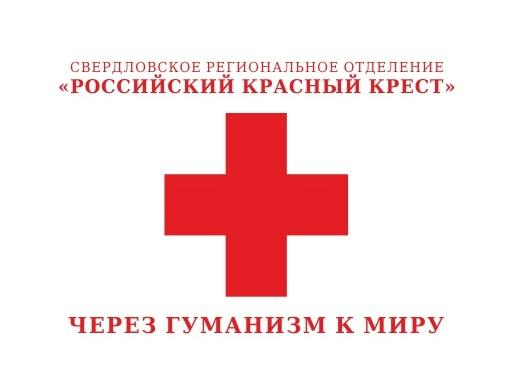 СВЕРДЛОВСКОЕ РЕГИОНАЛЬНОЕ ОТДЕЛЕНИЕ
«РОССИЙСКИЙ КРАСНЫЙ КРЕСТ»
ЧЕРЕЗ ГУМАНИЗМ К МИРУ